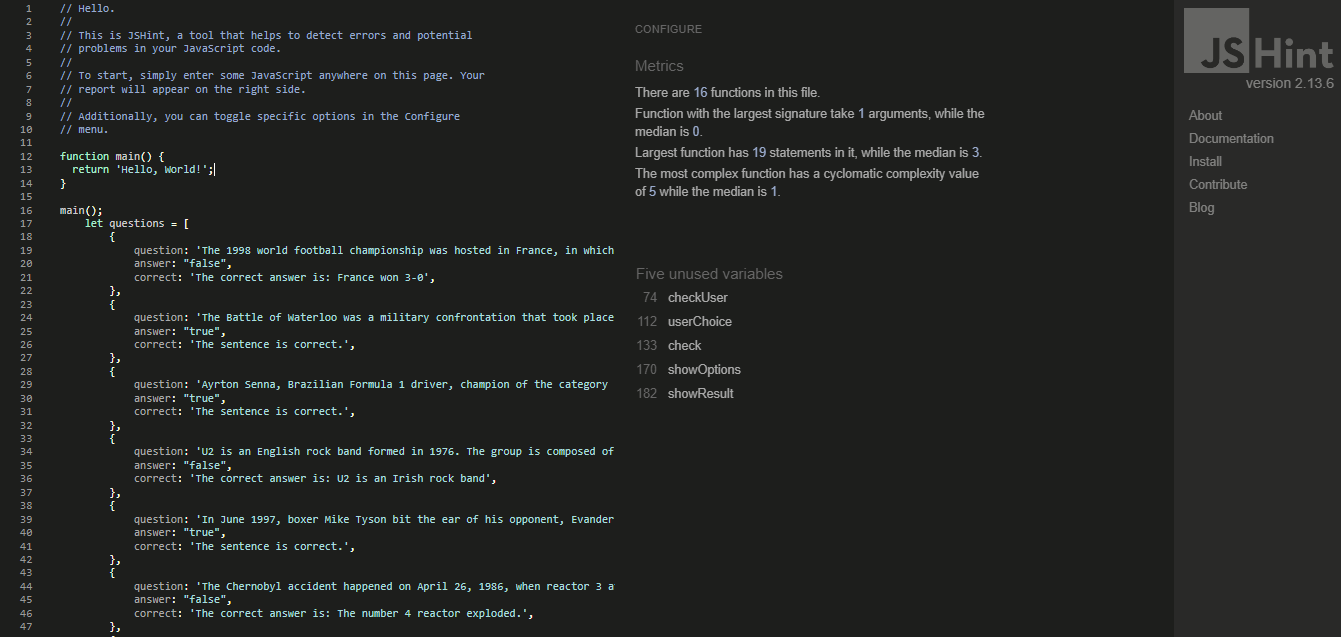 1 // Hello.
2 //
3 // This is JSHint, a tool that helps to detect errors and potential
4 // problems in your JavaScript code.
5 //
6 // To start, simply enter some JavaScript anywhere on this page. Your
7 // report will appear on the right side.
8 //
9 // Additionally, you can toggle specific options in the Configure
10 // menu.
11
12 function main() {
13 return 'Hello, World!';
14 }
15
16 main();
17 let questions = [
18 {
19 question: 'The 1998 world football championship was hosted in France, in which
20 answer: "false",
21 correct: 'The correct answer is: France won 3-0',
22 },
23 {
24 question: 'The Battle of Waterloo was a military confrontation that took place
25 answer: "true",
26 correct: 'The sentence is correct.',
27 },
28 {
29 question: 'Ayrton Senna, Brazilian Formula 1 driver, champion of the category
30 answer: "true",
31 correct: 'The sentence is correct.',
32 },
33 {
34 question: 'U2 is an English rock band formed in 1976. The group is composed of
35 answer: "false",
36 correct: 'The correct answer is: U2 is an Irish rock band',
37 },
38 {
39 question: 'In June 1997, boxer Mike Tyson bit the ear of his opponent, Evander
40 answer: "true",
41 correct: 'The sentence is correct.',
42 },
43 {
44 question: 'The Chernobyl accident happened on April 26, 1986, when reactor 3 a
45 answer: "false",
46 correct: 'The correct answer is: The number 4 reactor exploded.',
47 },
CONFIGURE
Metrics
There are 16 functions in this file.
Function with the largest signature take 1 arguments, while the
median is 0.
Largest function has 19 statements in it, while the median is 3.
The most complex function has a cyclomatic complexity value
of 5 while the median is 1.
Five unused variables
74 checkUser
112 userChoice
133 check
170 showOptions
182 showResult
JSHint
version 2.13.6
About
Documentation
Install
Contribute
Blog